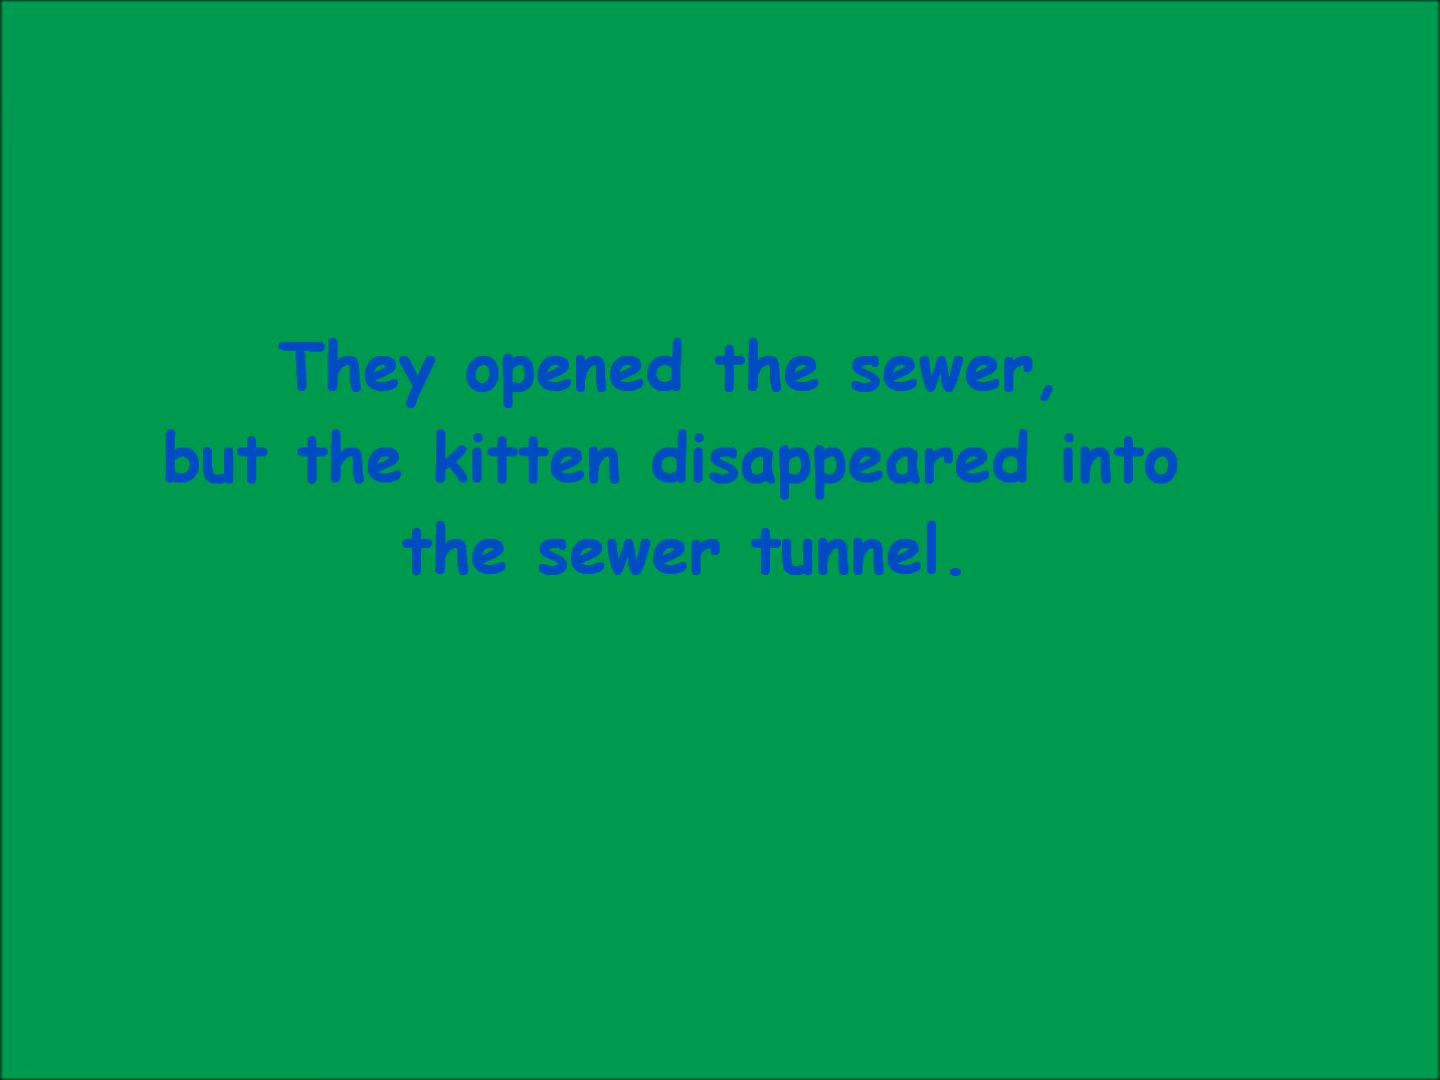 They opened the sewer,
but the kitten disappeared into
the sewer tunnel.